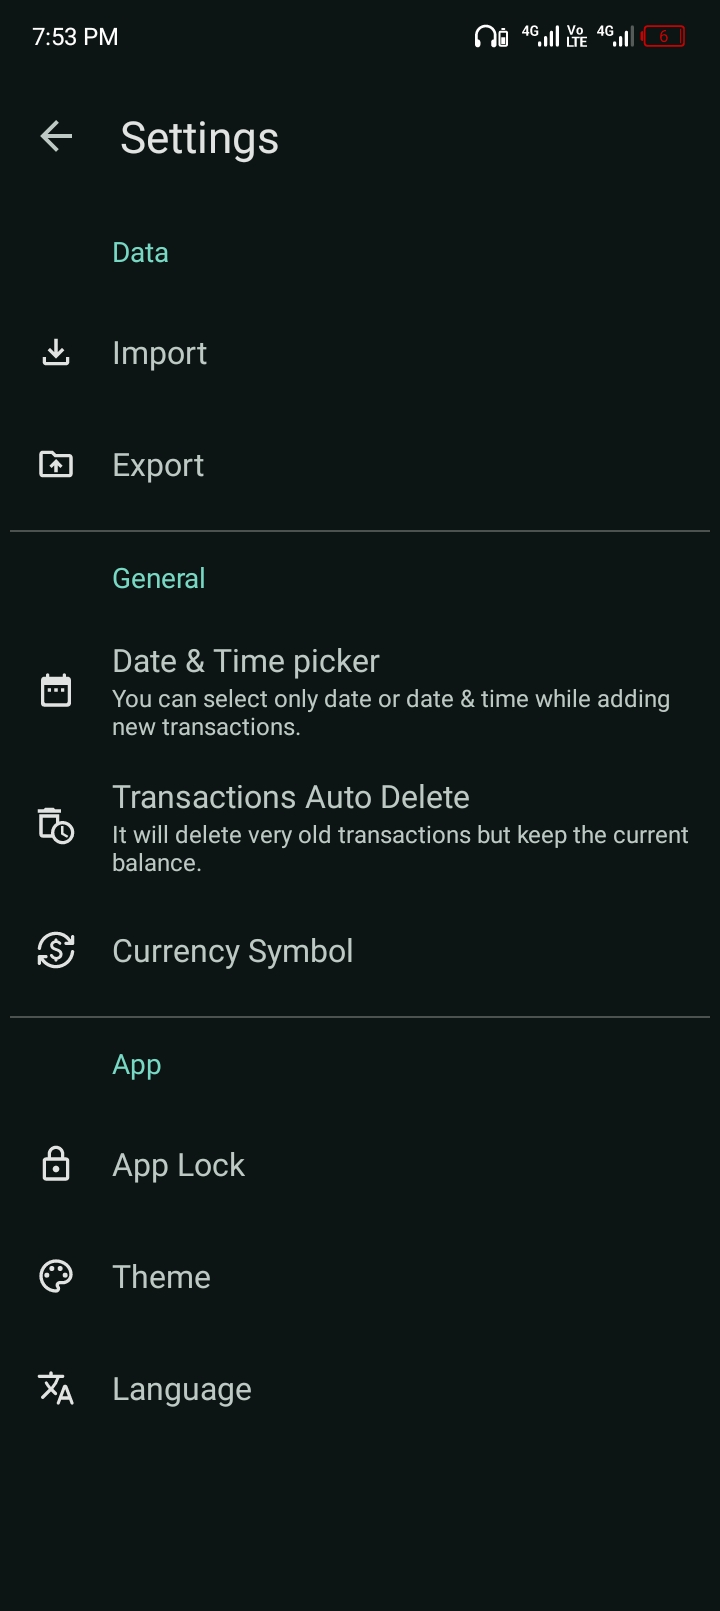 7:53 PM
4G Vo LTE 4G 6
Settings
Data
Import
Export
General
Date & Time picker
You can select only date or date & time while adding
new transactions.
Transactions Auto Delete
It will delete very old transactions but keep the current
balance.
Currency Symbol
App
App Lock
Theme
Language